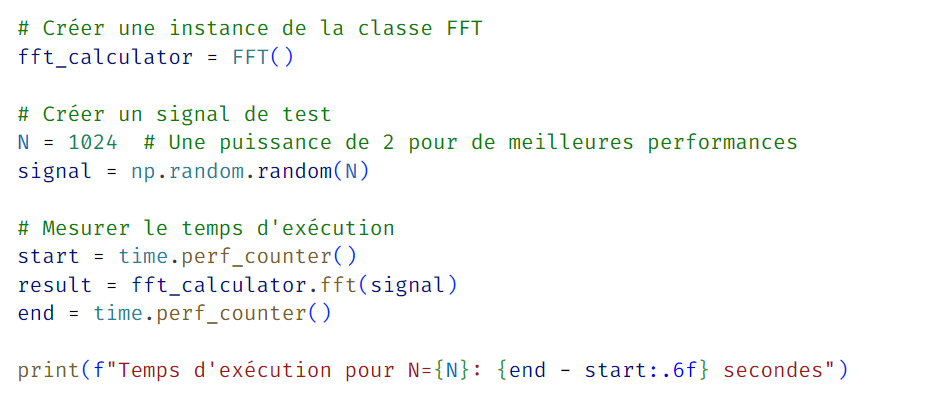 # Créer une instance de la classe FFT
fft_calculator = FFT()
# Créer un signal de test
N = 1024  # Une puissance de 2 pour de meilleures performances
signal = np.random.random(N)
# Mesurer le temps d'exécution
start = time.perf_counter()
result = fft_calculator.fft(signal)
end = time.perf_counter()
print(f"Temps d'exécution pour N={N}: {end - start:.6f} secondes")